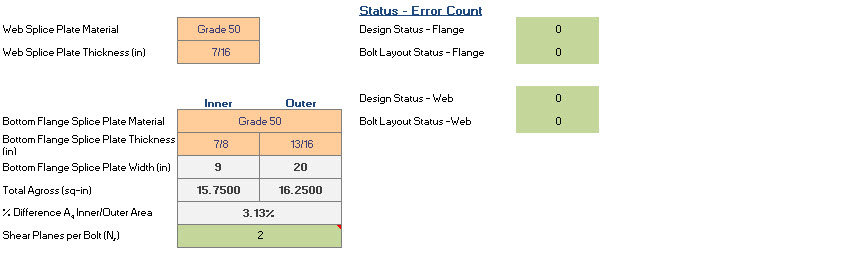 Status - Error Count
Web Splice Plate Material Grade 50 Design Status - Flange 0
Web Splice Plate Thickness (in) 7/16 Bolt Layout Status - Flange 0
Design Status - Web 0
Inner Outer
Bottom Flange Splice Plate Material Grade 50 Bolt Layout Status -Web 0
Bottom Flange Splice Plate Thickness
(in) 7/8 13/16
Bottom Flange Splice Plate Width (in) 9 20
Total Agross (sq-in) 15.7500 16.2500
% Difference Ag Inner/Outer Area 3.13%
Shear Planes per Bolt (Ns) 2